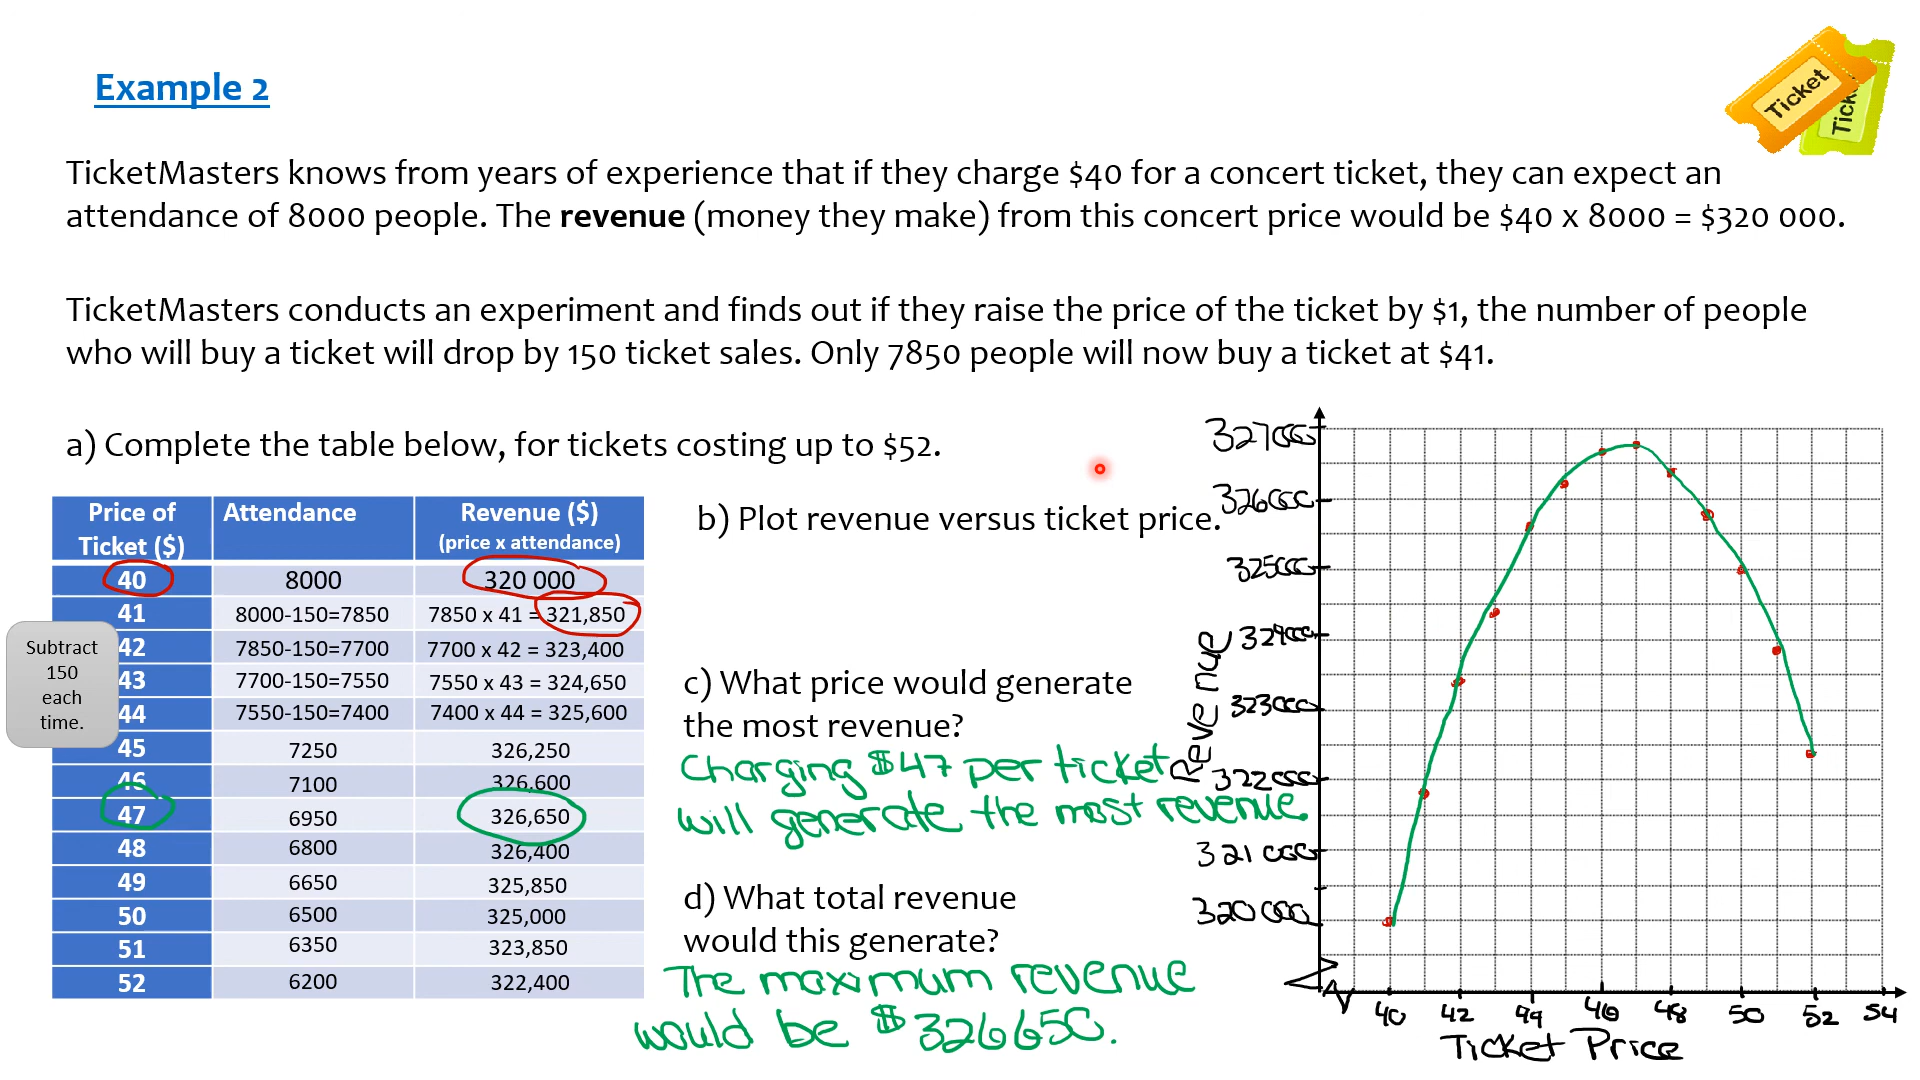 Example 2
Ticket
Tick
TicketMasters knows from years of experience that if they charge $40 for a concert ticket, they can expect an
attendance of 8000 people. The revenue (money they make) from this concert price would be $40 x 8000 = $320 000.
TicketMasters conducts an experiment and finds out if they raise the price of the ticket by $1, the number of people
who will buy a ticket will drop by 150 ticket sales. Only 7850 people will now buy a ticket at $41.
a) Complete the table below, for tickets costing up to $52.
Price of Ticket ($) Attendance Revenue ($) (price x attendance)
40 8000 320 000
41 8000-150=7850 7850 x 41 = 321,850
42 7850-150=7700 7700 x 42 = 323,400
43 7700-150=7550 7550 x 43 = 324,650
44 7550-150=7400 7400 x 44 = 325,600
45 7250 326,250
46 7100 326,600
47 6950 326,650
48 6800 326,400
49 6650 325,850
50 6500 325,000
51 6350 323,850
52 6200 322,400
Subtract
150
each
time.
b) Plot revenue versus ticket price.
c) What price would generate
the most revenue?
Charging $47 per ticket
will generate the most revenue.
d) What total revenue
would this generate?
The maximum revenue
would be $326650.
Revenue
327000
326000
325000
324000
323000
322000
321000
320000
40 42 44 46 48 50 52 54
Ticket Price